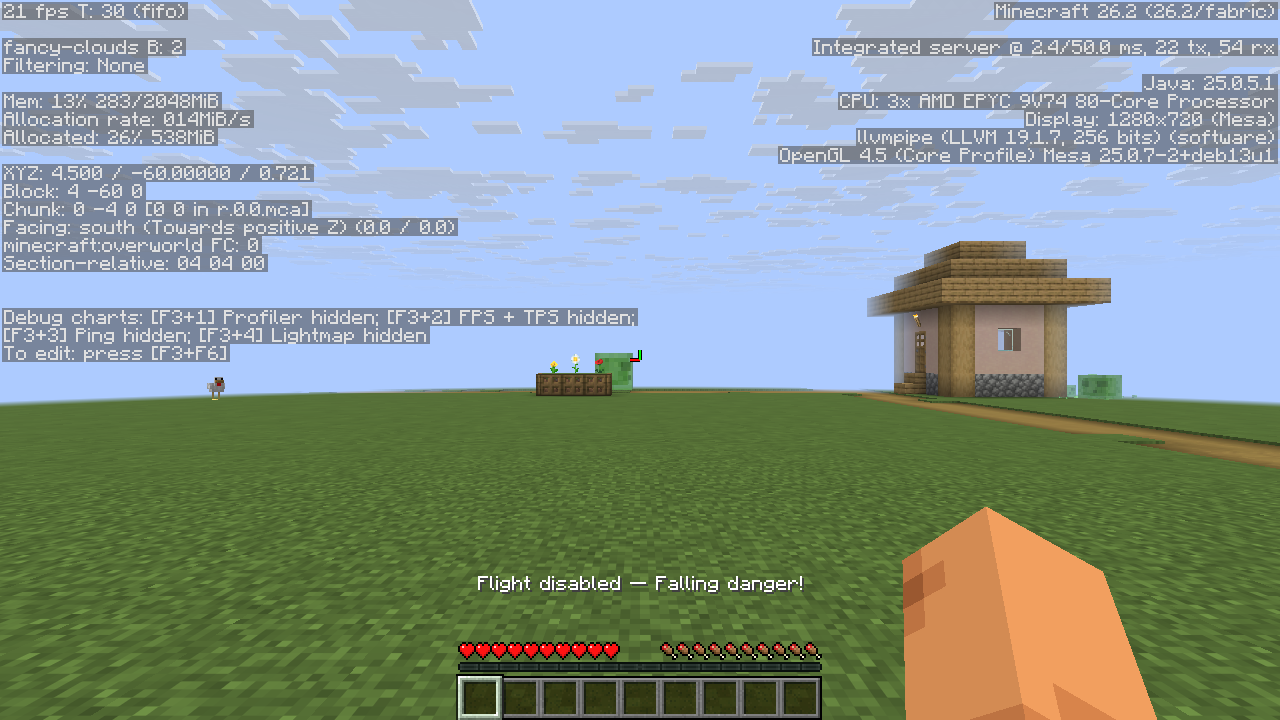 21 fps T: 30 (fifo)
fancy-clouds B: 2
Filtering: None
Mem: 13% 283/2048MiB
Allocation rate: 014MiB/s
Allocated: 26% 538MiB
XYZ: 4.500 / -60.00000 / 0.721
Block: 4 -60 0
Chunk: 0 -4 0 [0 0 in r.0.0.mca]
Facing: south (Towards positive Z) (0.0 / 0.0)
minecraft:overworld FC: 0
Section-relative: 04 04 00
Debug charts: [F3+1] Profiler hidden; [F3+2] FPS + TPS hidden;
[F3+3] Ping hidden; [F3+4] Lightmap hidden
To edit: press [F3+F6]
Minecraft 26.2 (26.2/fabric)
Integrated server @ 2.4/50.0 ms, 22 tx, 54 rx
Java: 25.0.5.1
CPU: 3x AMD EPYC 9V74 80-Core Processor
Display: 1280x720 (Mesa)
llvmpipe (LLVM 19.1.7, 256 bits) (software)
OpenGL 4.5 (Core Profile) Mesa 25.0.7-2+deb13u1
Flight disabled — Falling danger!